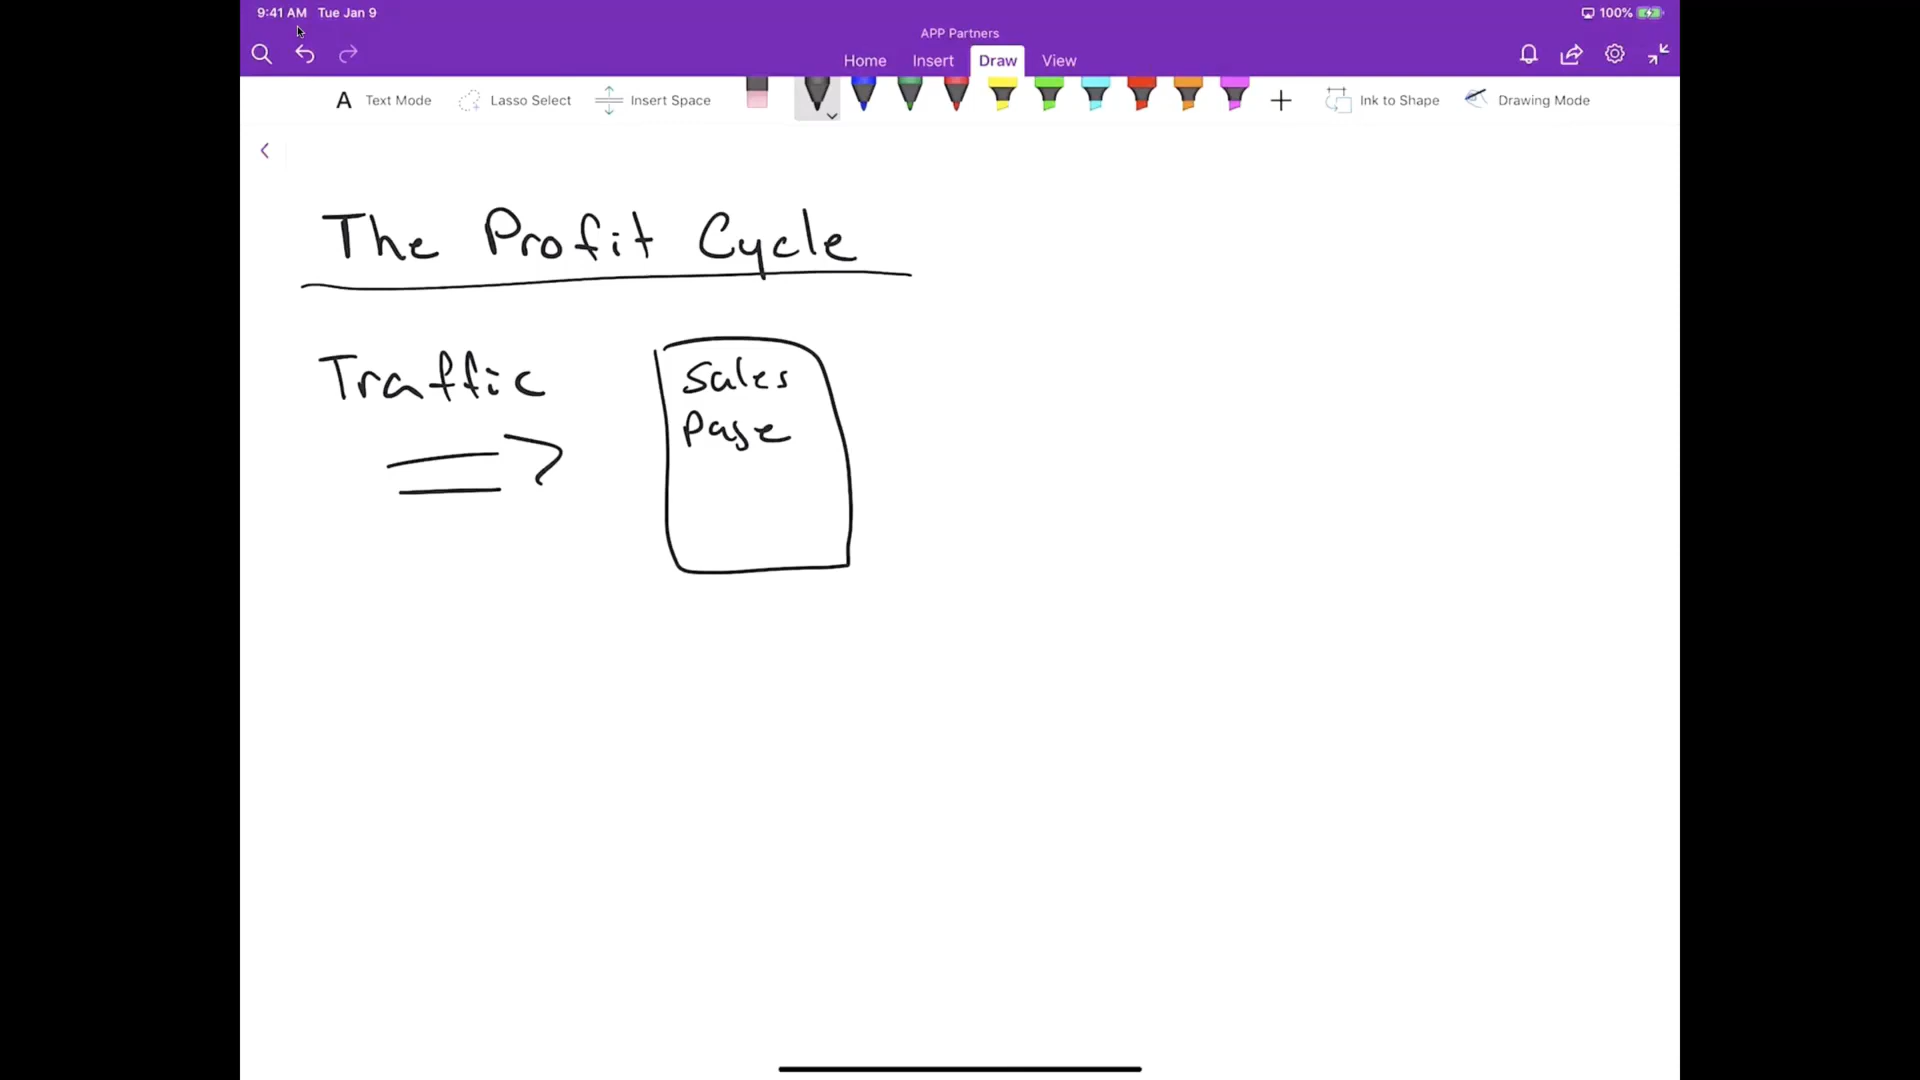 9:41 AM Tue Jan 9 100%
APP Partners
Home Insert Draw View
A Text Mode Lasso Select Insert Space Ink to Shape Drawing Mode
The Profit Cycle
Traffic
Sales
Page